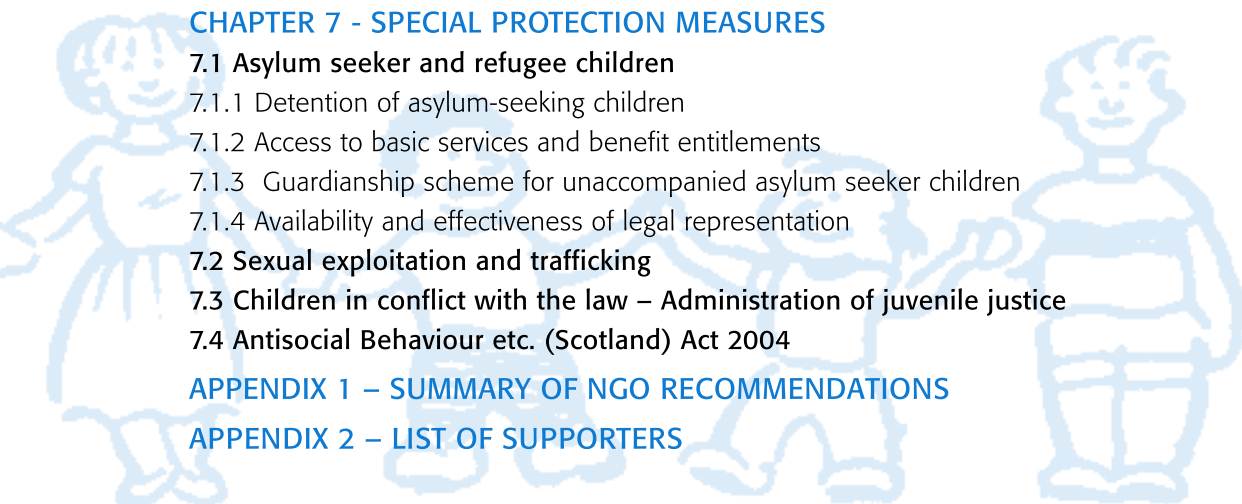 CHAPTER 7 - SPECIAL PROTECTION MEASURES
7.1 Asylum seeker and refugee children
7.1.1 Detention of asylum-seeking children
7.1.2 Access to basic services and benefit entitlements
7.1.3 Guardianship scheme for unaccompanied asylum seeker children
7.1.4 Availability and effectiveness of legal representation
7.2 Sexual exploitation and trafficking
7.3 Children in conflict with the law – Administration of juvenile justice
7.4 Antisocial Behaviour etc. (Scotland) Act 2004
APPENDIX 1 – SUMMARY OF NGO RECOMMENDATIONS
APPENDIX 2 – LIST OF SUPPORTERS